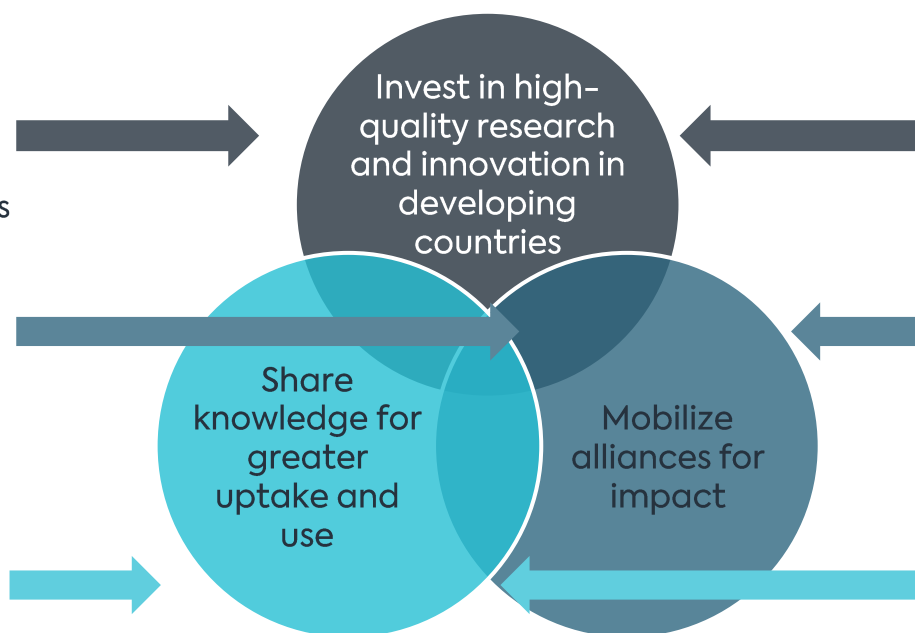 Invest in high-
quality research
and innovation in
developing
countries
s
Share
knowledge for
greater
uptake and
use
Mobilize
alliances for
impact